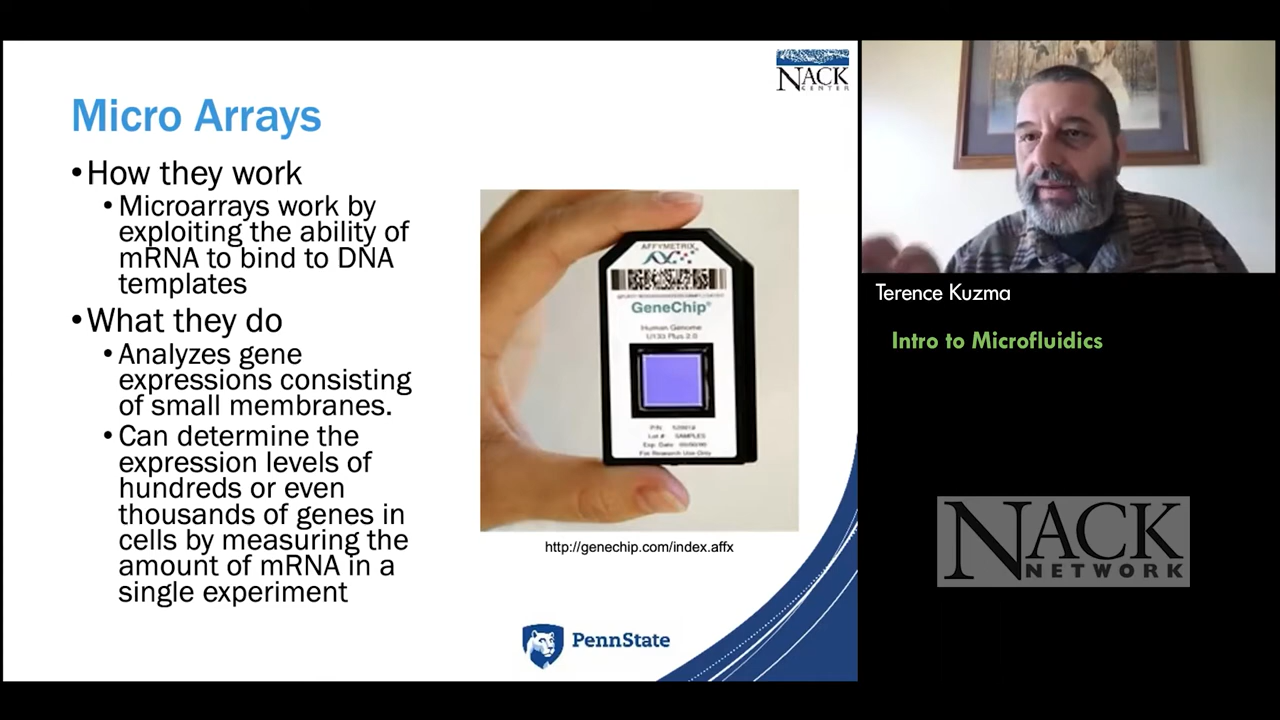 NACK
CENTER
Micro Arrays
•How they work
•Microarrays work by
exploiting the ability of
mRNA to bind to DNA
templates
•What they do
•Analyzes gene
expressions consisting
of small membranes.
•Can determine the
expression levels of
hundreds or even
thousands of genes in
cells by measuring the
amount of mRNA in a
single experiment
AFFYMETRIX
GeneChip®
Human Genome
U133 Plus 2.0
P/N
Lot # SAMPLES
Exp. Date
For Research Use Only
http://genechip.com/index.affx
PennState
Terence Kuzma
Intro to Microfluidics
NACK
NETWORK